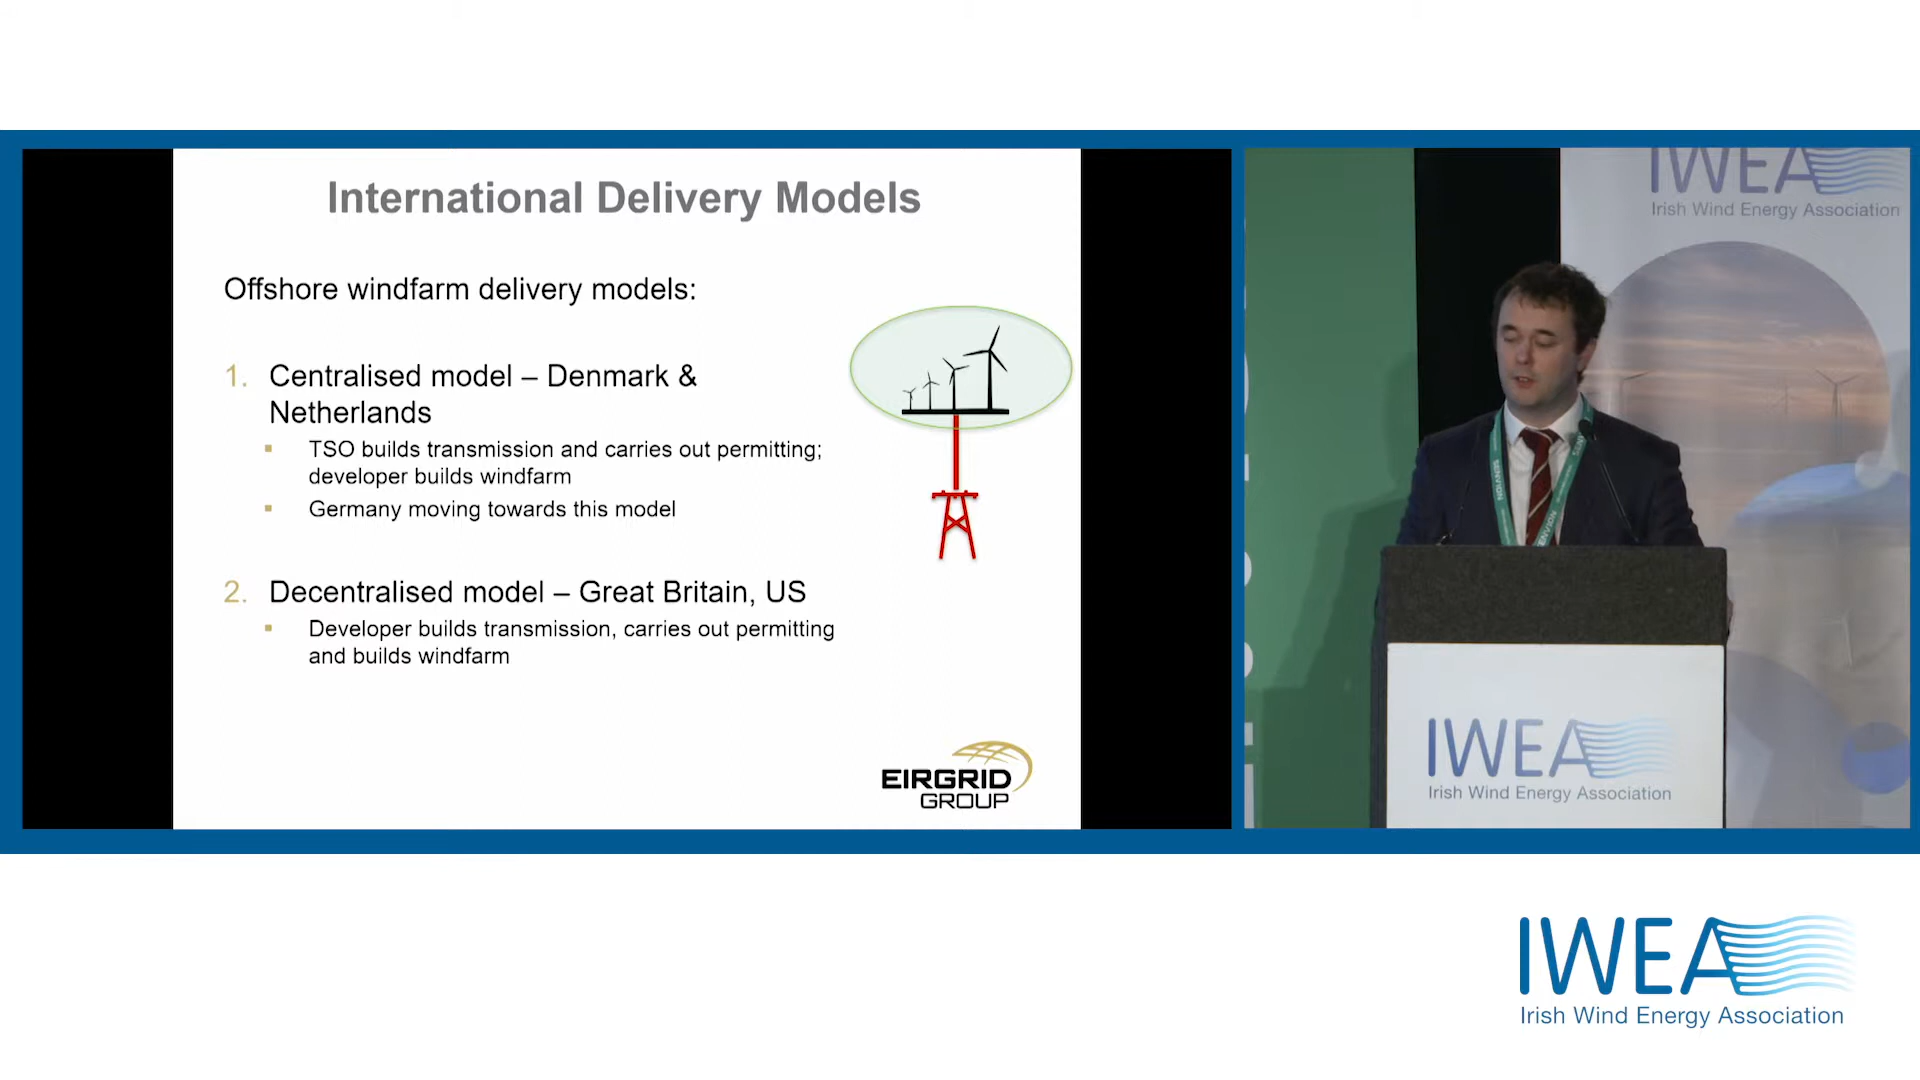 International Delivery Models
Offshore windfarm delivery models:
1. Centralised model – Denmark &
Netherlands
▪ TSO builds transmission and carries out permitting;
developer builds windfarm
▪ Germany moving towards this model
2. Decentralised model – Great Britain, US
▪ Developer builds transmission, carries out permitting
and builds windfarm
EIRGRID
GROUP
IWEA
Irish Wind Energy Association
IWEA
Irish Wind Energy Association
IWEA
Irish Wind Energy Association